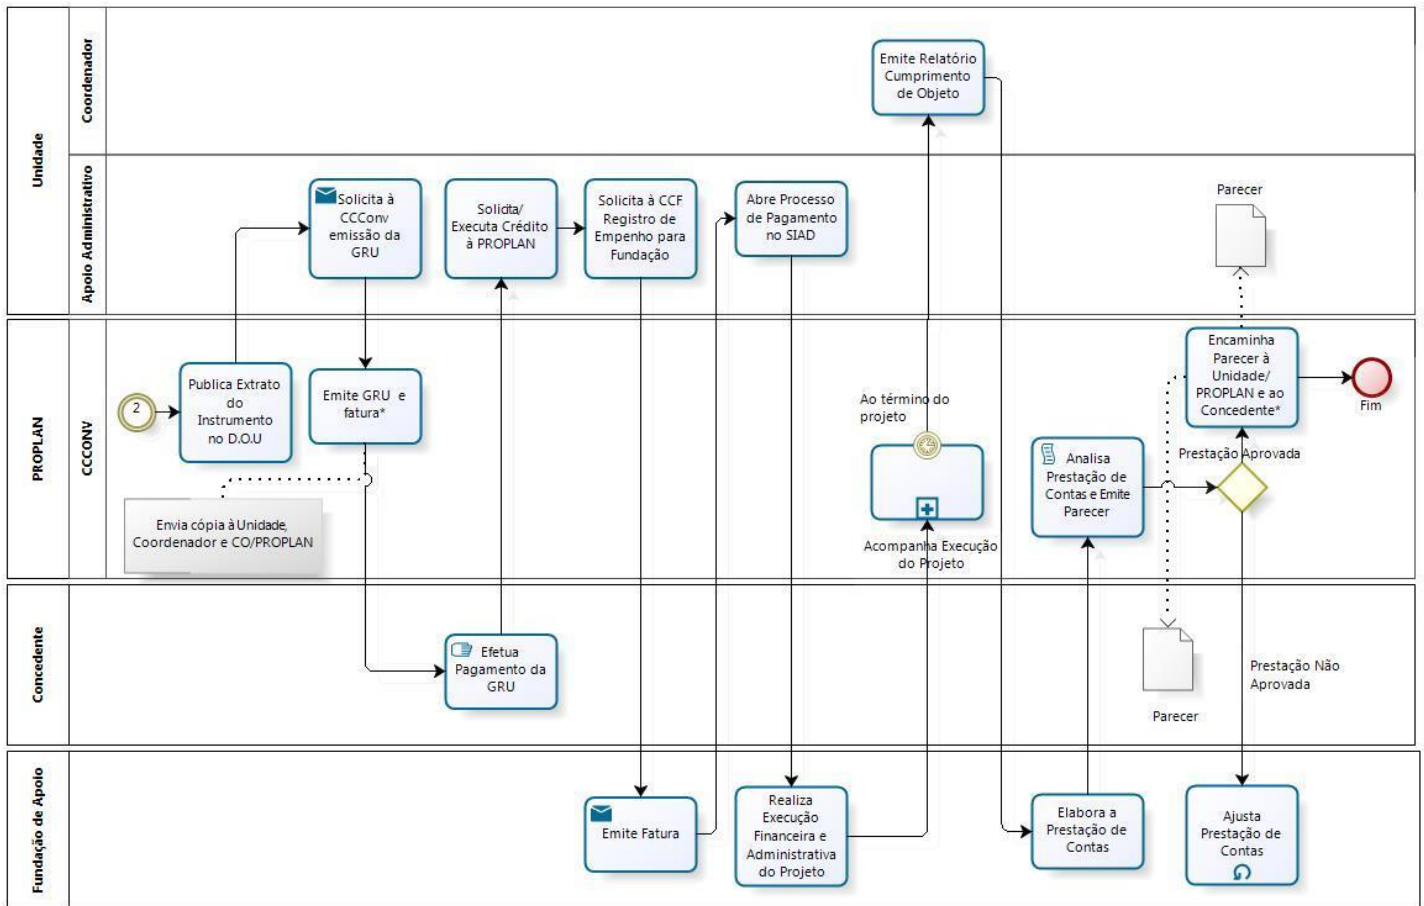 Unidade
Coordenador
Emite Relatório
Cumprimento
de Objeto
Apoio Administrativo
Solicita à
CCConv
emissão da
GRU
Solicita/
Executa Crédito
à PROPLAN
Solicita à CCF
Registro de
Empenho para
Fundação
Abre Processo
de Pagamento
no SIAD
Parecer
PROPLAN
CCCONV
2
Publica Extrato
do
Instrumento
no D.O.U
Emite GRU e
fatura*
Envia cópia à Unidade,
Coordenador e CO/PROPLAN
Ao término do
projeto
Acompanha Execução
do Projeto
Analisa
Prestação de
Contas e Emite
Parecer
Encaminha
Parecer à
Unidade/
PROPLAN e ao
Concedente*
Fim
Prestação Aprovada
Concedente
Efetua
Pagamento da
GRU
Parecer
Prestação Não
Aprovada
Fundação de Apoio
Emite Fatura
Realiza
Execução
Financeira e
Administrativa
do Projeto
Elabora a
Prestação de
Contas
Ajusta
Prestação de
Contas